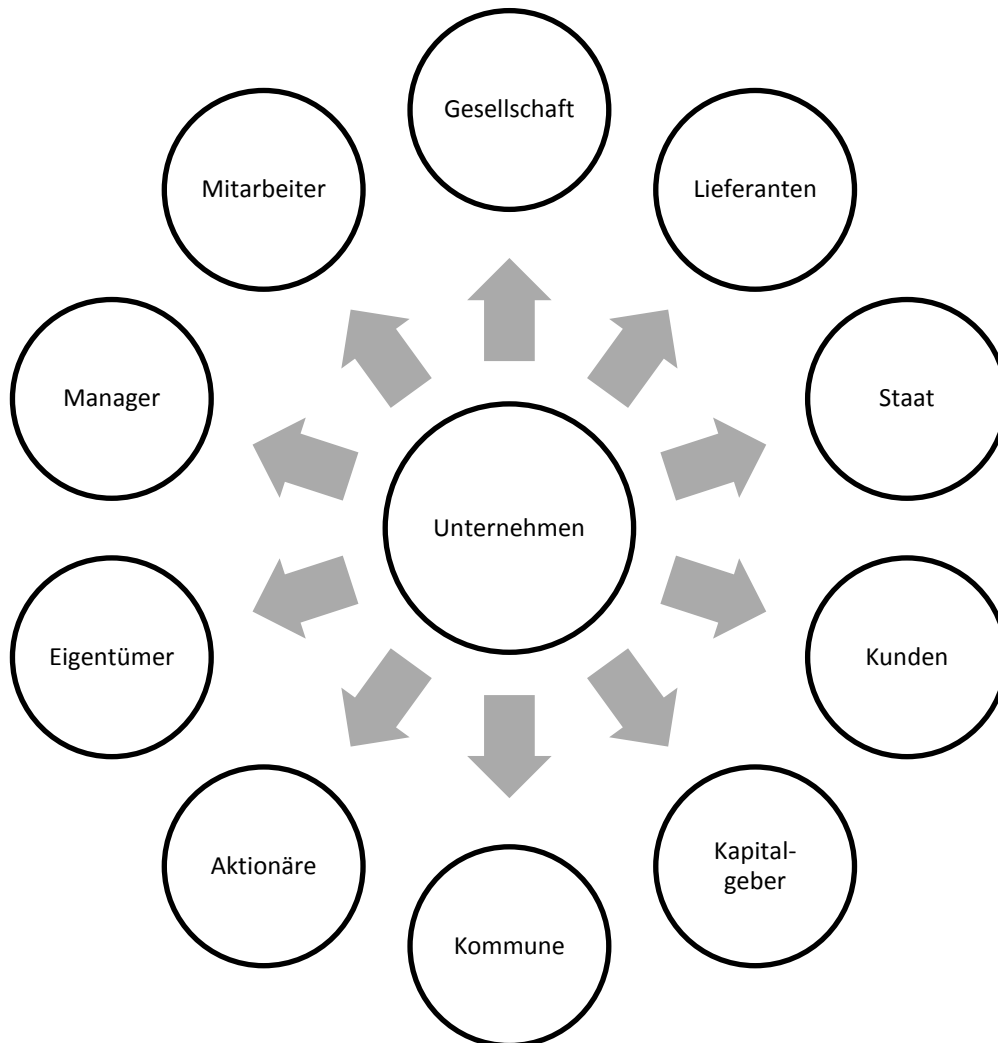 Gesellschaft
Mitarbeiter
Lieferanten
Manager
Staat
Unternehmen
Eigentümer
Kunden
Aktionäre
Kapital-
geber
Kommune